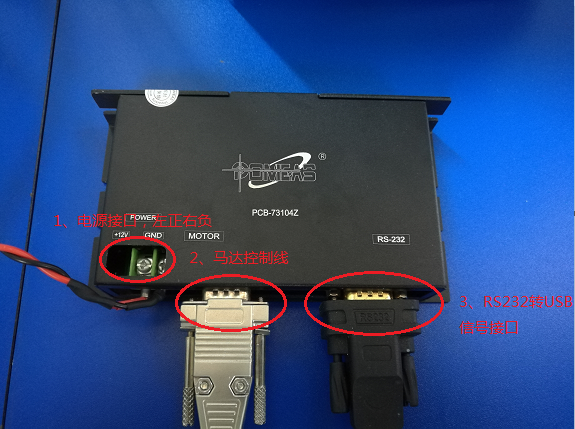 POMEAS
®
PCB-73104Z
POWER
1、电源接口，左正右负
+12V GND MOTOR RS-232
2、马达控制线
RS232
3、RS232转USB
信号接口